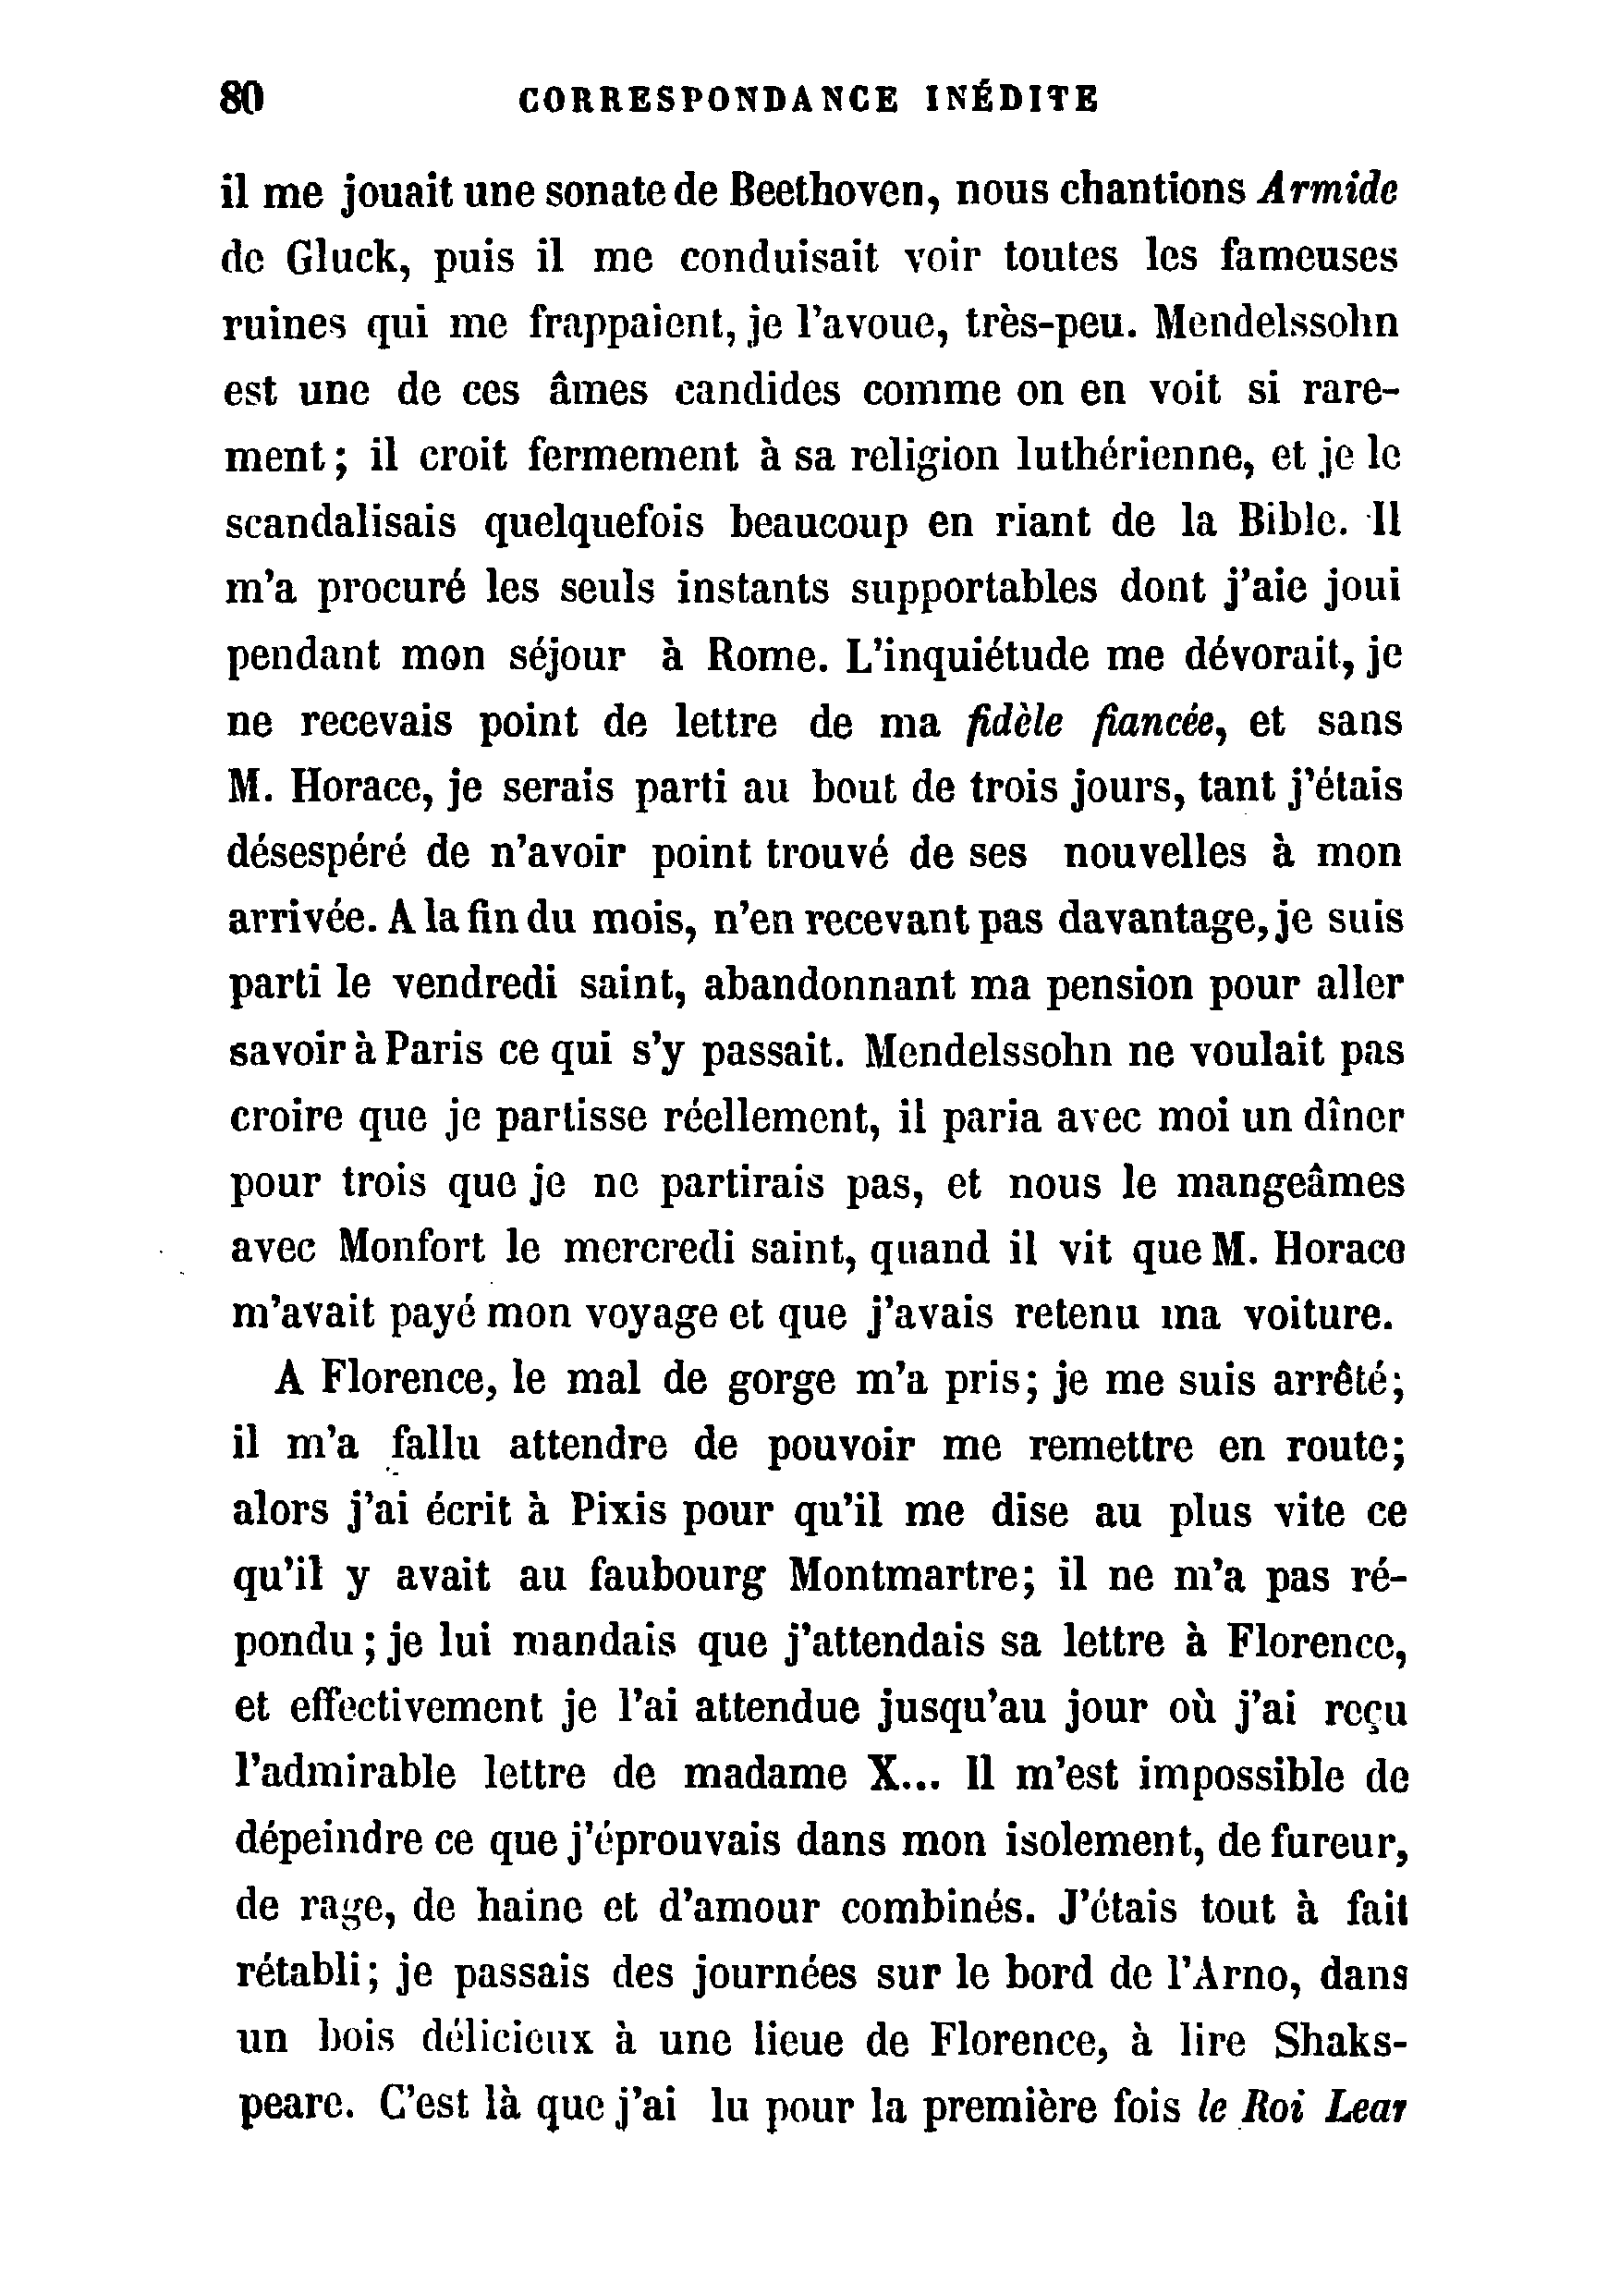 80 CORRESPONDANCE INÉDITE
il me jouait une sonate de Beethoven, nous chantions Armide
de Gluck, puis il me conduisait voir toutes les fameuses
ruines qui me frappaient, je l'avoue, très-peu. Mendelssohn
est une de ces âmes candides comme on en voit si rare-
ment ; il croit fermement à sa religion luthérienne, et je le
scandalisais quelquefois beaucoup en riant de la Bible. Il
m'a procuré les seuls instants supportables dont j'aie joui
pendant mon séjour à Rome. L'inquiétude me dévorait, je
ne recevais point de lettre de ma fidèle fiancée, et sans
M. Horace, je serais parti au bout de trois jours, tant j'étais
désespéré de n'avoir point trouvé de ses nouvelles à mon
arrivée. A la fin du mois, n'en recevant pas davantage, je suis
parti le vendredi saint, abandonnant ma pension pour aller
savoir à Paris ce qui s'y passait. Mendelssohn ne voulait pas
croire que je partisse réellement, il paria avec moi un dîner
pour trois que je ne partirais pas, et nous le mangeâmes
avec Monfort le mercredi saint, quand il vit que M. Horace
m'avait payé mon voyage et que j'avais retenu ma voiture.
A Florence, le mal de gorge m'a pris; je me suis arrêté;
il m'a fallu attendre de pouvoir me remettre en route;
alors j'ai écrit à Pixis pour qu'il me dise au plus vite ce
qu'il y avait au faubourg Montmartre; il ne m'a pas ré-
pondu ; je lui mandais que j'attendais sa lettre à Florence,
et effectivement je l'ai attendue jusqu'au jour où j'ai reçu
l'admirable lettre de madame X... Il m'est impossible de
dépeindre ce que j'éprouvais dans mon isolement, de fureur,
de rage, de haine et d'amour combinés. J'étais tout à fait
rétabli; je passais des journées sur le bord de l'Arno, dans
un bois délicieux à une lieue de Florence, à lire Shaks-
peare. C'est là que j'ai lu pour la première fois le Roi Lear